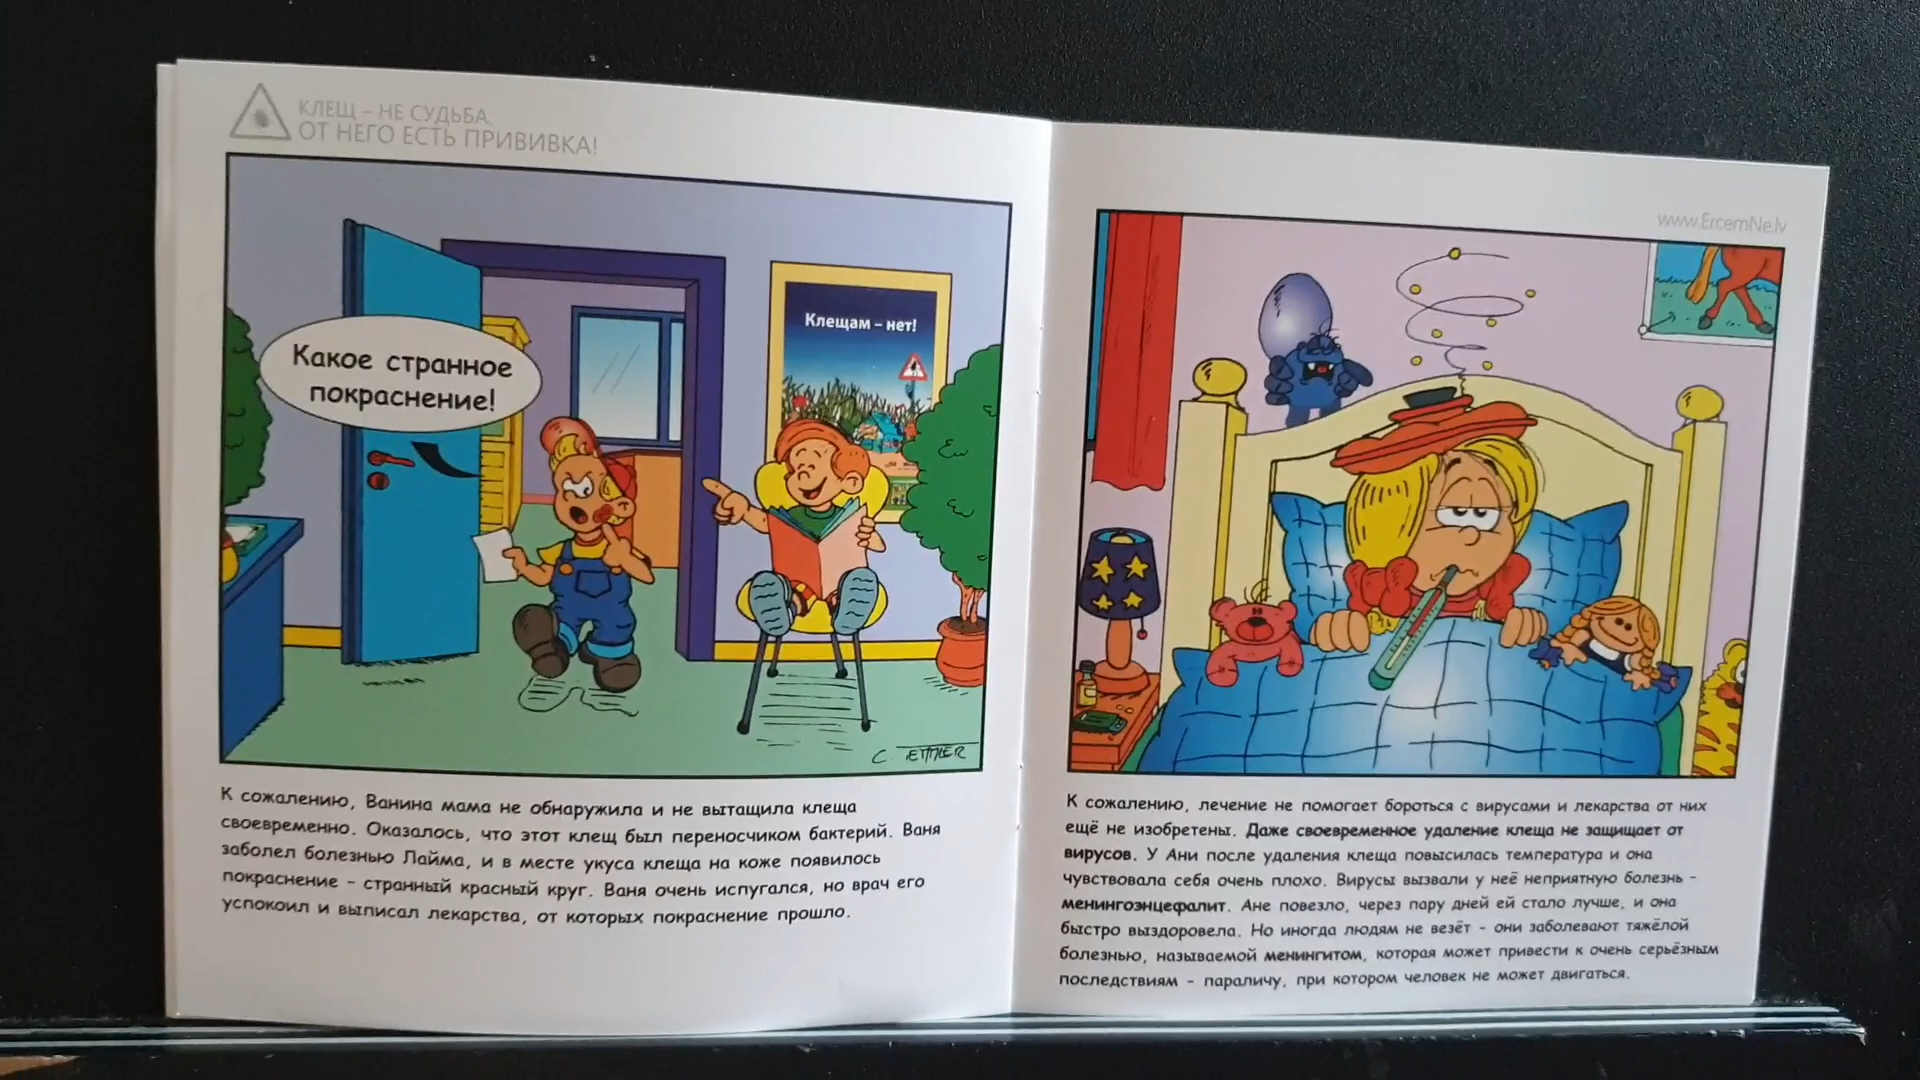 КЛЕЩ – НЕ СУДЬБА,
ОТ НЕГО ЕСТЬ ПРИВИВКА!
Какое странное
покраснение!
Клещам – нет!
C. TETTLER
К сожалению, Ванина мама не обнаружила и не вытащила клеща
своевременно. Оказалось, что этот клещ был переносчиком бактерий. Ваня
заболел болезнью Лайма, и в месте укуса клеща на коже появилось
покраснение – странный красный круг. Ваня очень испугался, но врач его
успокоил и выписал лекарства, от которых покраснение прошло.
www.ErcemNe.lv
К сожалению, лечение не помогает бороться с вирусами и лекарства от них
ещё не изобретены. Даже своевременное удаление клеща не защищает от
вирусов. У Ани после удаления клеща повысилась температура и она
чувствовала себя очень плохо. Вирусы вызвали у неё неприятную болезнь –
менингоэнцефалит. Ане повезло, через пару дней ей стало лучше, и она
быстро выздоровела. Но иногда людям не везёт – они заболевают тяжёлой
болезнью, называемой менингитом, которая может привести к очень серьёзным
последствиям – параличу, при котором человек не может двигаться.